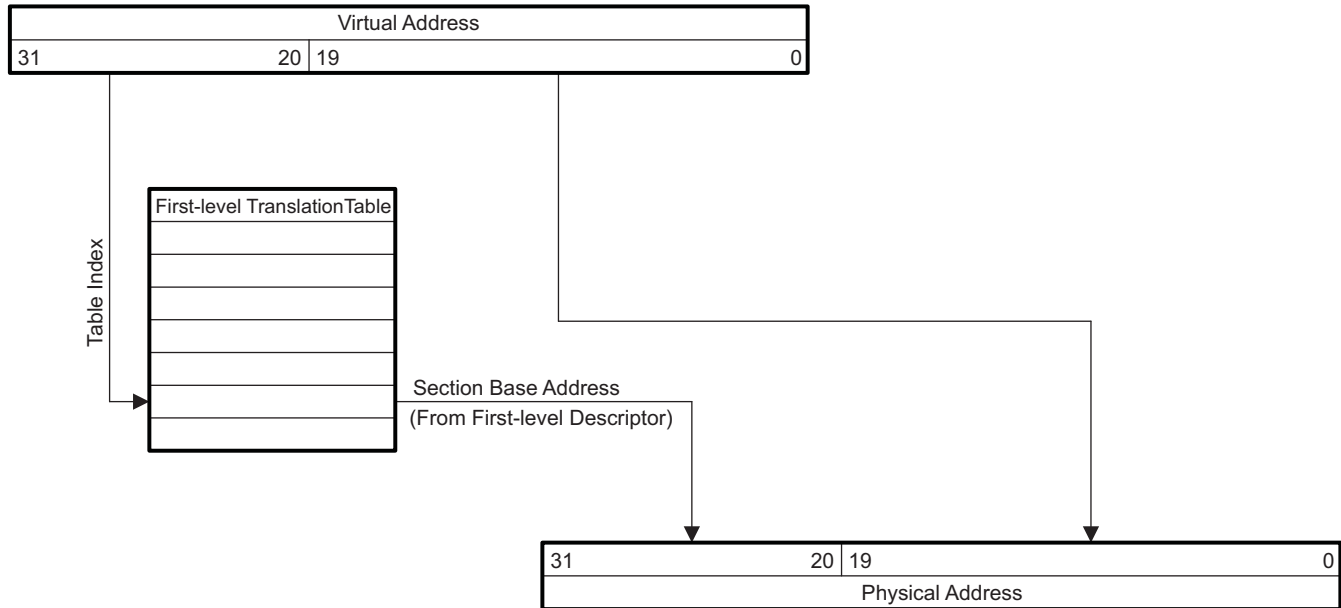 Virtual Address
31 20 19 0
First-level TranslationTable
Table Index
Section Base Address
(From First-level Descriptor)
31 20 19 0
Physical Address